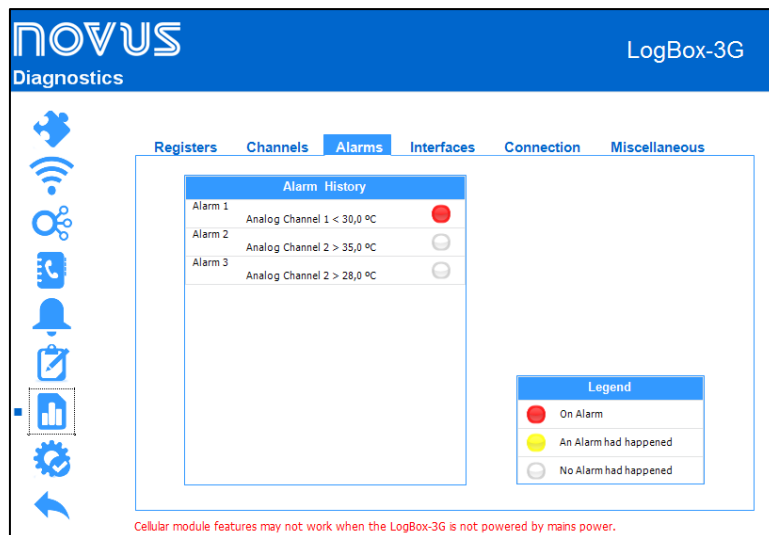 novus
LogBox-3G
Diagnostics
Registers Channels Alarms Interfaces Connection Miscellaneous
Alarm History
Alarm 1
Analog Channel 1 < 30,0 ºC
Alarm 2
Analog Channel 2 > 35,0 ºC
Alarm 3
Analog Channel 2 > 28,0 ºC
Legend
On Alarm
An Alarm had happened
No Alarm had happened
Cellular module features may not work when the LogBox-3G is not powered by mains power.